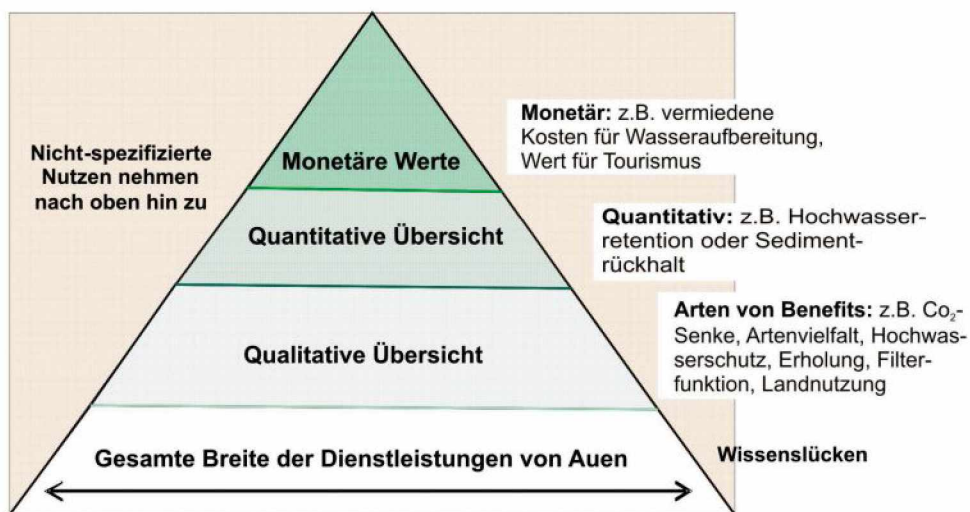 Nicht-spezifizierte
Nutzen nehmen
nach oben hin zu
Monetäre Werte
Monetär: z.B. vermiedene
Kosten für Wasseraufbereitung,
Wert für Tourismus
Quantitative Übersicht
Quantitativ: z.B. Hochwasser-
retention oder Sediment-
rückhalt
Qualitative Übersicht
Arten von Benefits: z.B. Co₂-
Senke, Artenvielfalt, Hochwas-
serschutz, Erholung, Filter-
funktion, Landnutzung
Gesamte Breite der Dienstleistungen von Auen
Wissenslücken